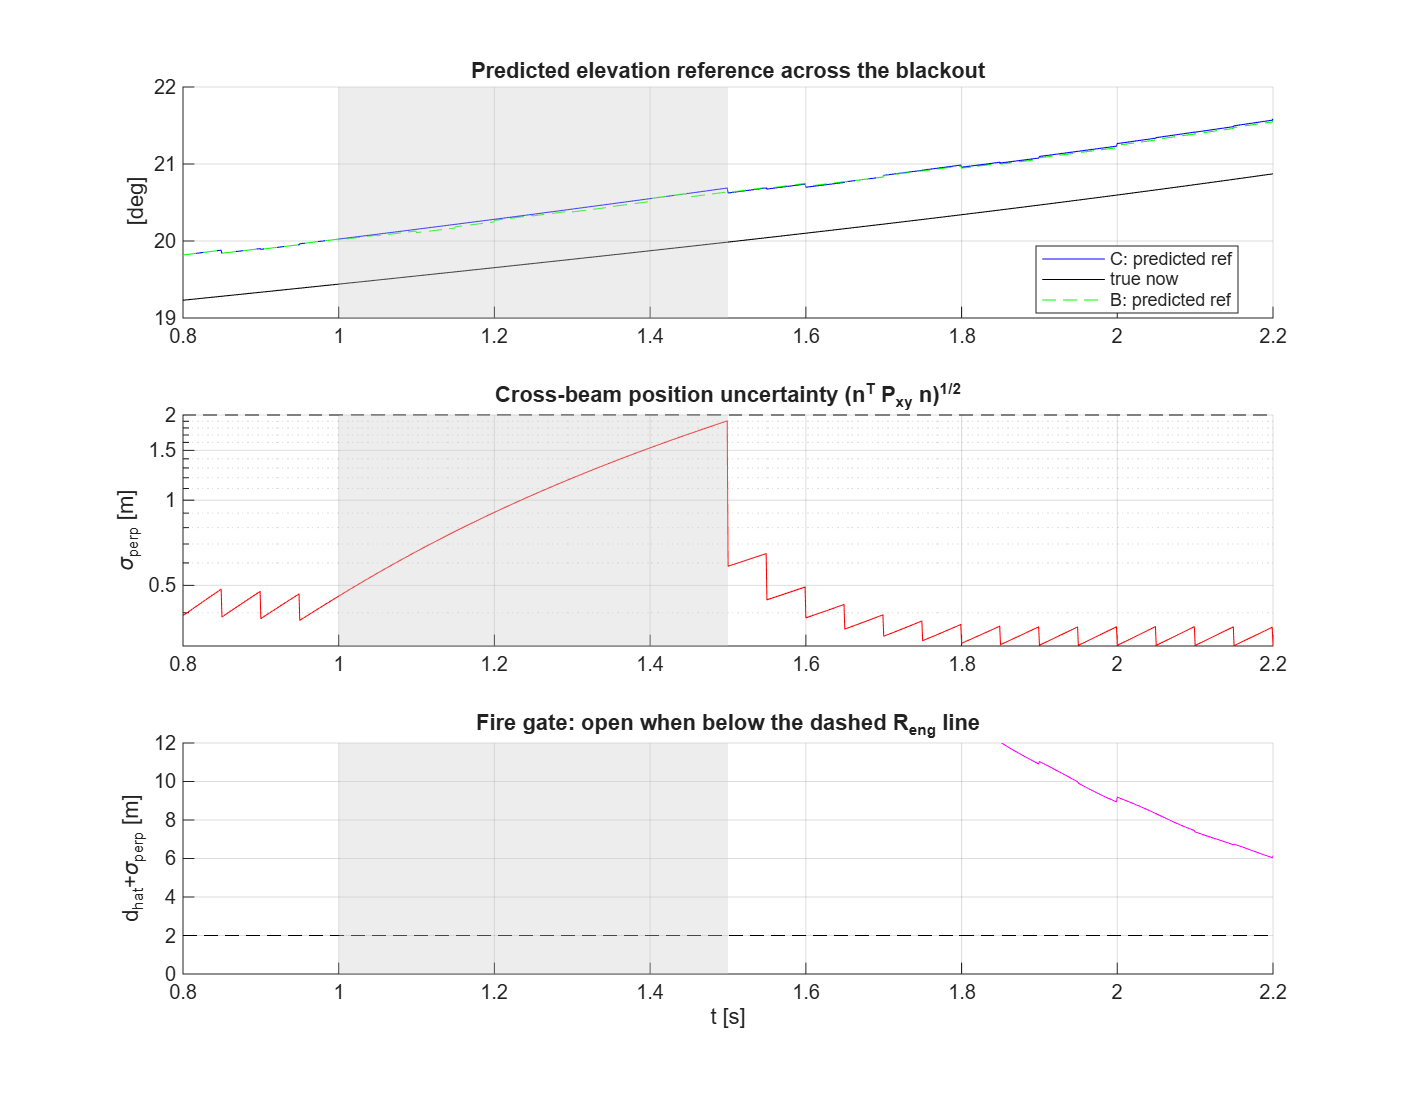 Predicted elevation reference across the blackout
22
21
20
19
[deg]
0.8 1 1.2 1.4 1.6 1.8 2 2.2
C: predicted ref
true now
B: predicted ref
Cross-beam position uncertainty (n^T P_xy n)^1/2
2
1.5
1
0.5
σ_perp [m]
0.8 1 1.2 1.4 1.6 1.8 2 2.2
Fire gate: open when below the dashed R_eng line
12
10
8
6
4
2
0
d_hat+σ_perp [m]
0.8 1 1.2 1.4 1.6 1.8 2 2.2
t [s]